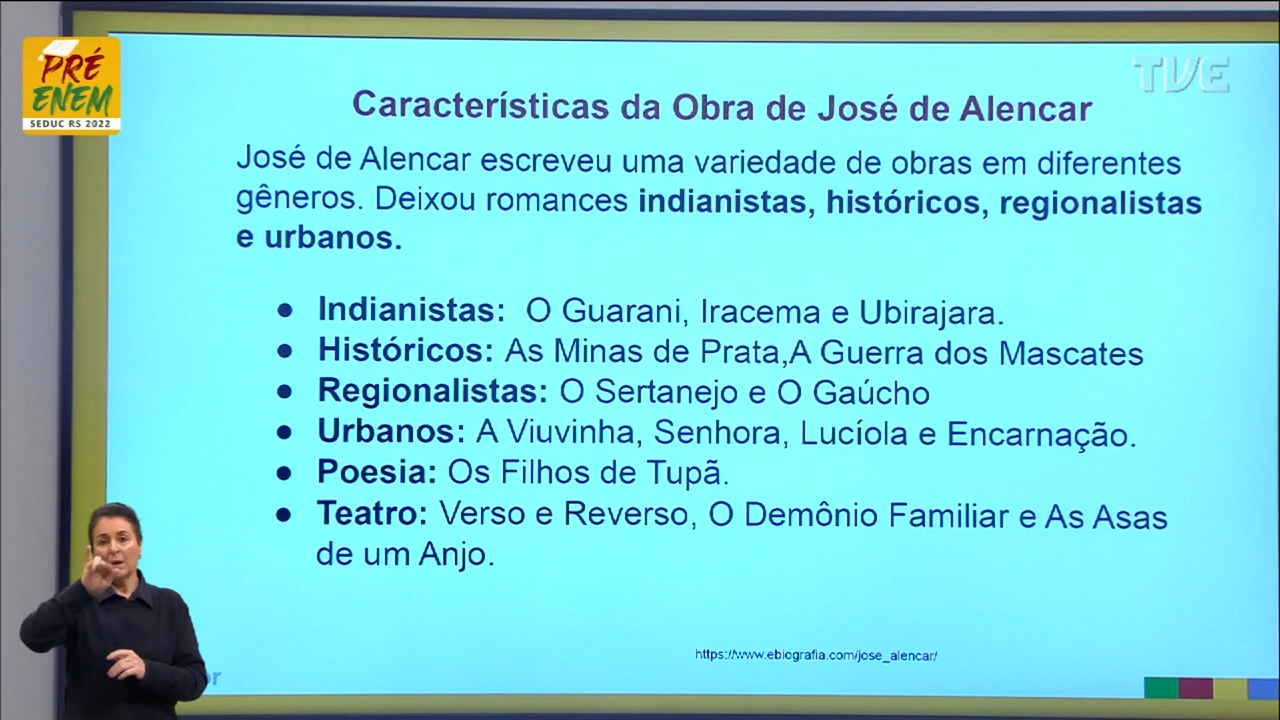 PRÉ
ENEM
SEDUC RS 2022
TVE
Características da Obra de José de Alencar
José de Alencar escreveu uma variedade de obras em diferentes
gêneros. Deixou romances indianistas, históricos, regionalistas
e urbanos.
● Indianistas: O Guarani, Iracema e Ubirajara.
● Históricos: As Minas de Prata,A Guerra dos Mascates
● Regionalistas: O Sertanejo e O Gaúcho
● Urbanos: A Viuvinha, Senhora, Lucíola e Encarnação.
● Poesia: Os Filhos de Tupã.
● Teatro: Verso e Reverso, O Demônio Familiar e As Asas
de um Anjo.
https://www.ebiografia.com/jose_alencar/